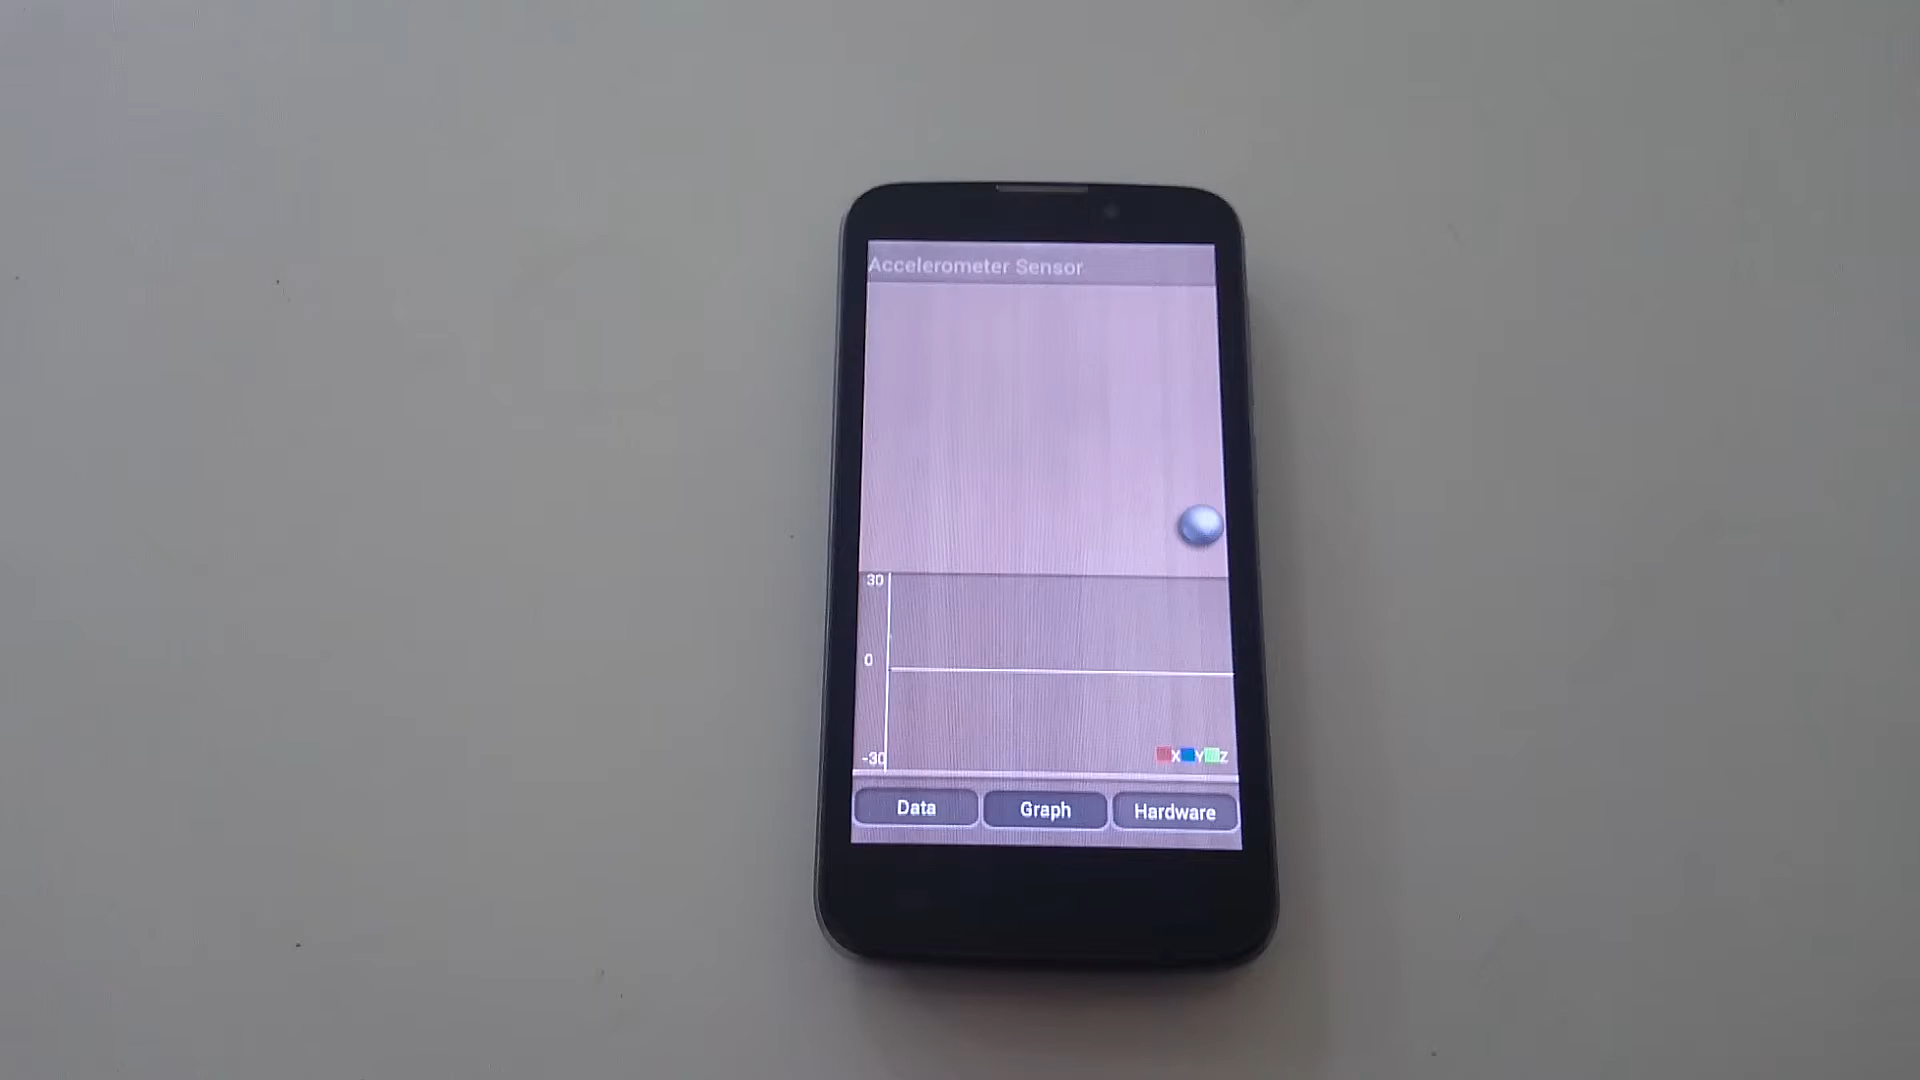 Accelerometer Sensor
30
0
-30
X Y Z
Data Graph Hardware